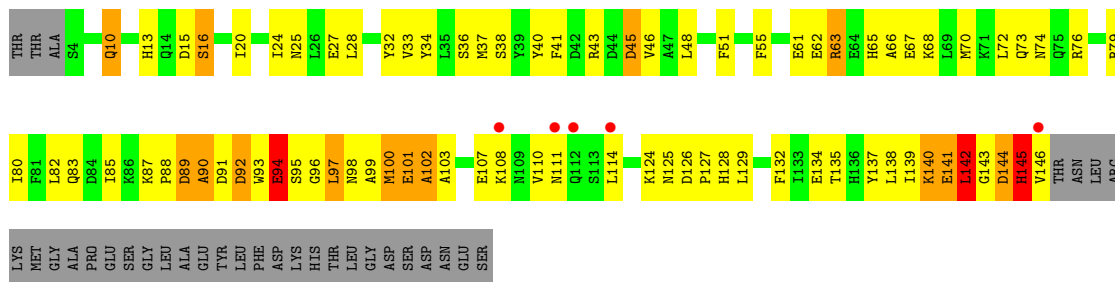 THR THR ALA S4 Q10 H13 Q14 D15 S16 I20 I24 N25 L26 E27 L28 Y32 V33 Y34 L35 S36 M37 S38 Y39 Y40 F41 D42 R43 D44 D45 V46 A47 L48 F51 F55 E61 E62 R63 E64 H65 A66 E67 K68 L69 M70 K71 L72 Q73 N74 Q75 R76
I80 F81 L82 Q83 D84 I85 K86 K87 P88 D89 A90 D91 D92 W93 E94 S95 G96 L97 N98 A99 M100 E101 A102 A103 E107 K108 N109 V110 N111 Q112 S113 L114 K124 N125 D126 P127 H128 L129 F132 I133 E134 T135 H136 Y137 L138 I139 K140 E141 L142 G143 D144 H145 V146 THR ASN LEU
LYS MET GLY ALA PRO GLU SER GLY LEU ALA GLU TYR LEU PHE ASP LYS HIS THR LEU GLY ASP SER ASP ASN GLU SER